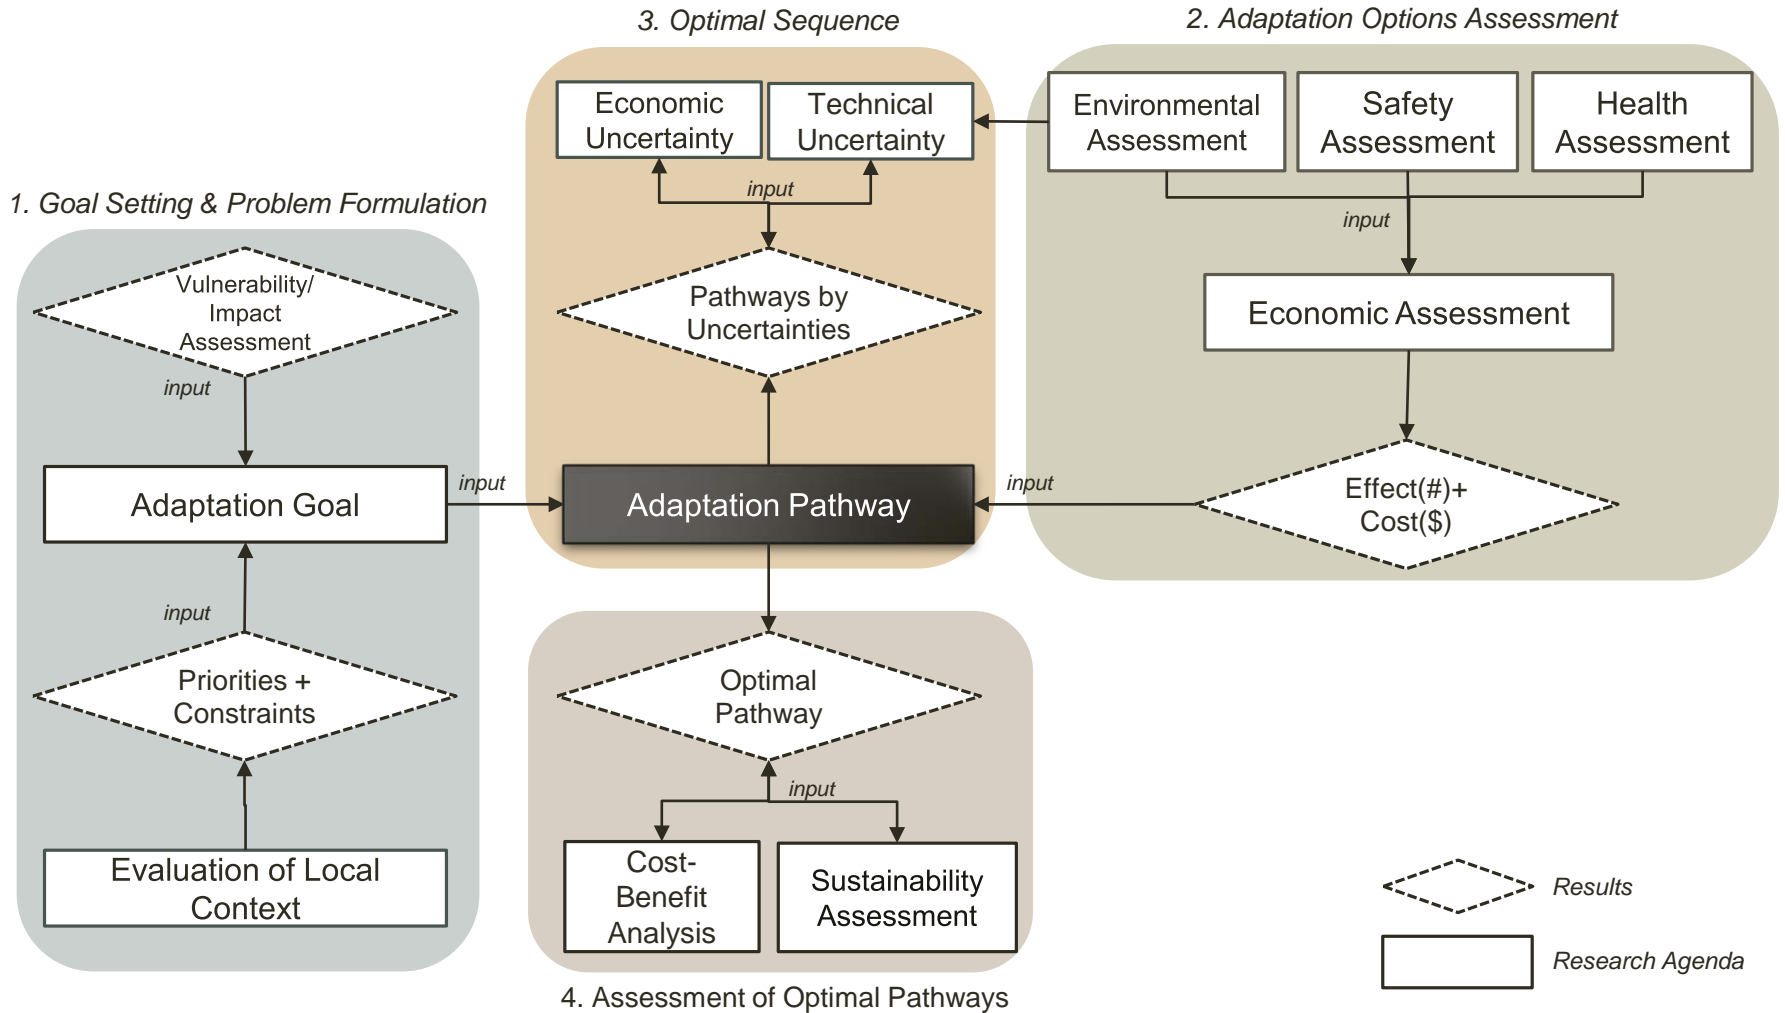 3. Optimal Sequence
2. Adaptation Options Assessment
Economic
Uncertainty
Technical
Uncertainty
Environmental
Assessment
Safety
Assessment
Health
Assessment
input
1. Goal Setting & Problem Formulation
input
Vulnerability/
Impact
Assessment
Pathways by
Uncertainties
Economic Assessment
input
Adaptation Goal
input
Adaptation Pathway
input
Effect(#)+
Cost($)
input
Priorities +
Constraints
Optimal
Pathway
input
Evaluation of Local
Context
Cost-
Benefit
Analysis
Sustainability
Assessment
Results
Research Agenda
4. Assessment of Optimal Pathways